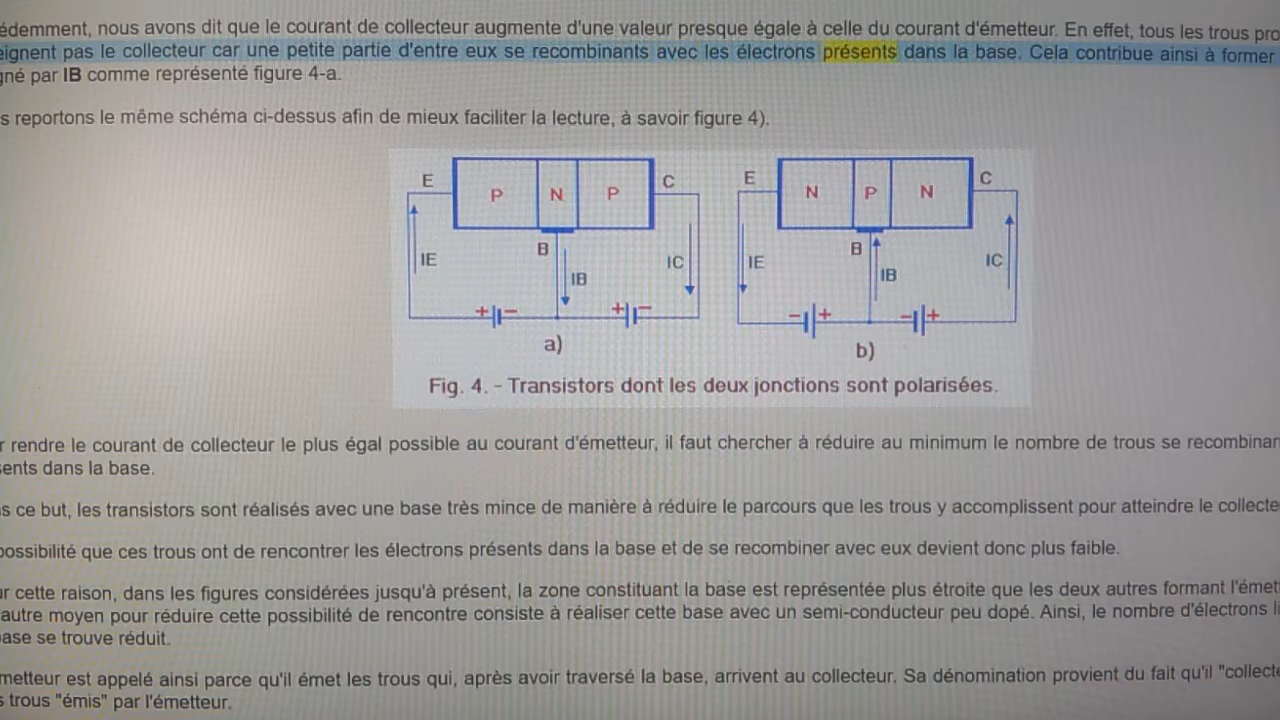 édemment, nous avons dit que le courant de collecteur augmente d'une valeur presque égale à celle du courant d'émetteur. En effet, tous les trous pro
eignent pas le collecteur car une petite partie d'entre eux se recombinants avec les électrons présents dans la base. Cela contribue ainsi à former
gné par IB comme représenté figure 4-a.
s reportons le même schéma ci-dessus afin de mieux faciliter la lecture, à savoir figure 4).
E P N P C E N P N C
B B
IE IB IC IE IB IC
+ - + - - + - +
a) b)
Fig. 4. - Transistors dont les deux jonctions sont polarisées.
r rendre le courant de collecteur le plus égal possible au courant d'émetteur, il faut chercher à réduire au minimum le nombre de trous se recombinan
sents dans la base.
s ce but, les transistors sont réalisés avec une base très mince de manière à réduire le parcours que les trous y accomplissent pour atteindre le collecte
possibilité que ces trous ont de rencontrer les électrons présents dans la base et de se recombiner avec eux devient donc plus faible.
ur cette raison, dans les figures considérées jusqu'à présent, la zone constituant la base est représentée plus étroite que les deux autres formant l'émet
autre moyen pour réduire cette possibilité de rencontre consiste à réaliser cette base avec un semi-conducteur peu dopé. Ainsi, le nombre d'électrons l
ase se trouve réduit.
metteur est appelé ainsi parce qu'il émet les trous qui, après avoir traversé la base, arrivent au collecteur. Sa dénomination provient du fait qu'il "collecte
s trous "émis" par l'émetteur.